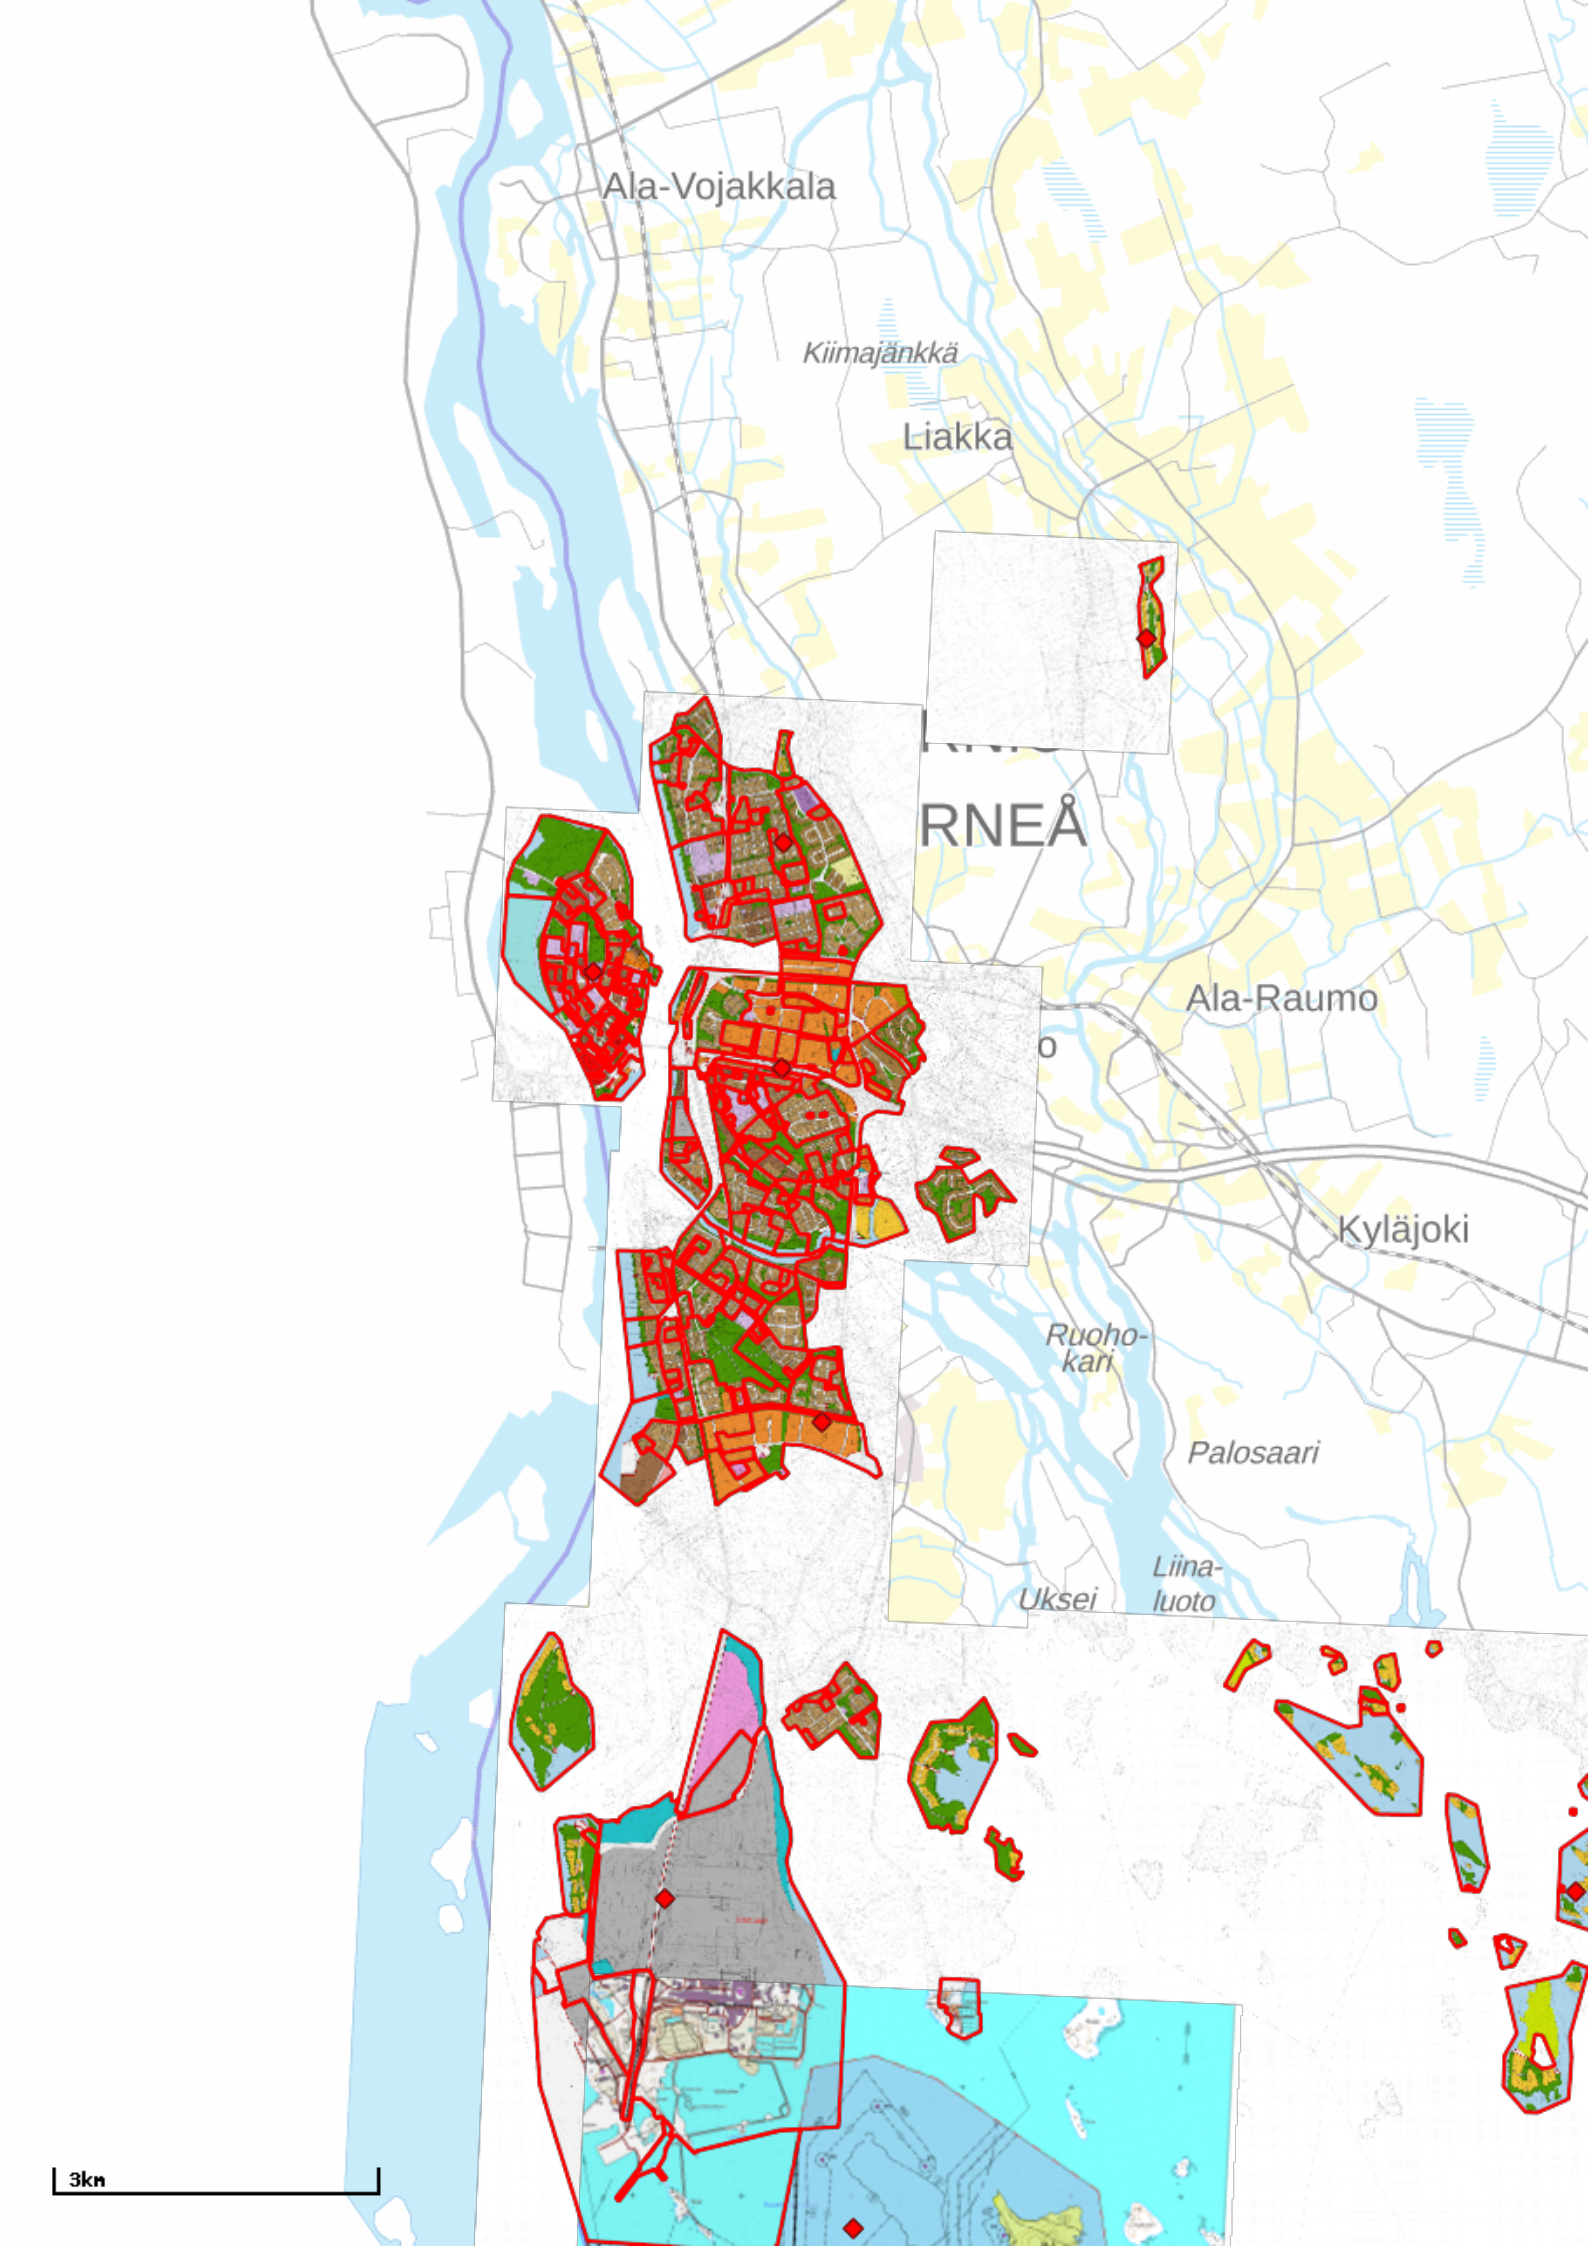 Ala-Vojakkala
Kiimajänkkä
Liakka
RNEÅ
Ala-Raumo
o
Kyläjoki
Ruoho-
kari
Palosaari
Liina-
luoto
Uksei
3km